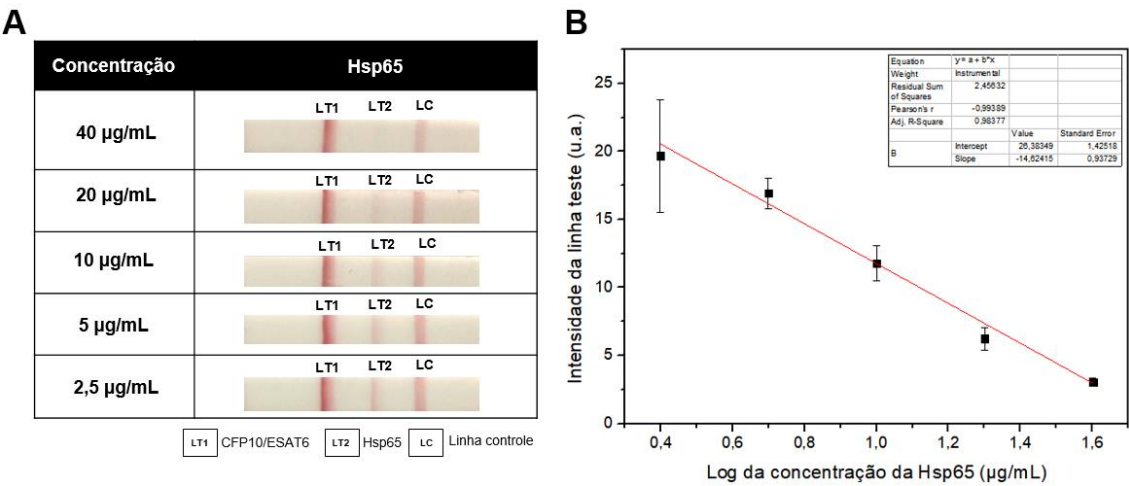 A
Concentração Hsp65
40 µg/mL LT1 LT2 LC
20 µg/mL LT1 LT2 LC
10 µg/mL LT1 LT2 LC
5 µg/mL LT1 LT2 LC
2,5 µg/mL LT1 LT2 LC
LT1 CFP10/ESAT6 LT2 Hsp65 LC Linha controle
B
Intensidade da linha teste (u.a.)
25
20
15
10
5
0
0,4 0,6 0,8 1,0 1,2 1,4 1,6
Log da concentração da Hsp65 (µg/mL)
Equation y = a + b*x
Weight Instrumental
Residual Sum
of Squares 2,45632
Pearson's r -0,99389
Adj. R-Square 0,98377
Value Standard Error
B Intercept 26,38349 1,42518
Slope -14,62415 0,93729